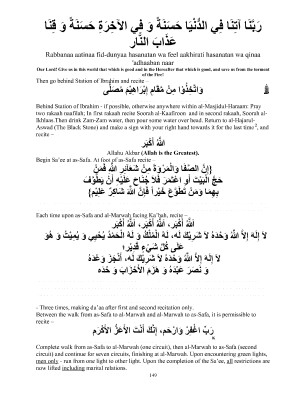 رَبَّنَا آتِنَا فِي الدُّنْيَا حَسَنَةً وَ فِي الآخِرَةِ حَسَنَةً وَ قِنَا
عَذَابَ النَّارِ
Rabbanaa aatinaa fid-dunyaa hasanatan wa feel aakhirati hasanatan wa qinaa
'adhaaban naar
Our Lord! Give us in this world that which is good and in the Hereafter that which is good, and save us from the torment
of the Fire!
Then go behind Station of Ibrahim and recite –
وَاتَّخِذُوا مِنْ مَقَامِ إِبْرَاهِيْمَ مُصَلًّى
Behind Station of Ibrahim - if possible, otherwise anywhere within al-Masjidul-Haraam: Pray
two rakaah naafilah; In first rakaah recite Soorah al-Kaafiroon and in second rakaah, Soorah al-
Ikhlaas. Then drink Zam-Zam water, then pour some water over head. Return to al-Hajarul-
Aswad (The Black Stone) and make a sign with your right hand towards it for the last time, and
recite –
اللهُ أَكْبَر
Allahu Akbar (Allah is the Greatest).
Begin Sa'ee at as-Safa. At foot of as-Safa recite –
{إِنَّ الصَّفَا وَالْمَرْوَةَ مِنْ شَعَآئِرِ اللهِ فَمَنْ
حَجَّ الْبَيْتَ أَوِ اعْتَمَرَ فَلاَ جُنَاحَ عَلَيْهِ أَنْ يَطَّوَّفَ
بِهِمَا وَمَنْ تَطَوَّعَ خَيْراً فَإِنَّ اللهَ شَاكِرٌ عَلِيْمٌ}
Each time upon as-Safa and al-Marwah facing Ka'bah, recite –
اللهُ أَكْبَر، اللهُ أَكْبَر، اللهُ أَكْبَر
لاَ إِلَهَ إِلاَّ اللهُ وَحْدَهُ لاَ شَرِيْكَ لَه، لَهُ الْمُلْكُ وَ لَهُ الْحَمْدُ يُحْيِي وَ يُمِيْتُ وَ هُوَ
عَلَى كُلِّ شَيْءٍ قَدِيْر؛
لاَ إِلَهَ إِلاَّ اللهُ وَحْدَهُ لاَ شَرِيْكَ لَه، أَنْجَزَ وَعْدَهُ
وَ نَصَرَ عَبْدَهُ وَ هَزَمَ الأَحْزَابَ وَحْدَه
- Three times, making du'aa after first and second recitation only.
Between the walk from as-Safa to al-Marwah and al-Marwah to as-Safa, it is permissible to
recite –
رَبِّ اغْفِرْ وَارْحَم، إِنَّكَ أَنْتَ الأَعَزُّ الأَكْرَم
Complete walk from as-Safa to al-Marwah (one circuit), then al-Marwah to as-Safa (second
circuit) and continue for seven circuits, finishing at al-Marwah. Upon encountering green lights,
men only - run from one light to other light. Upon the completion of the Sa'ee, all restrictions are
now lifted including marital relations.
149